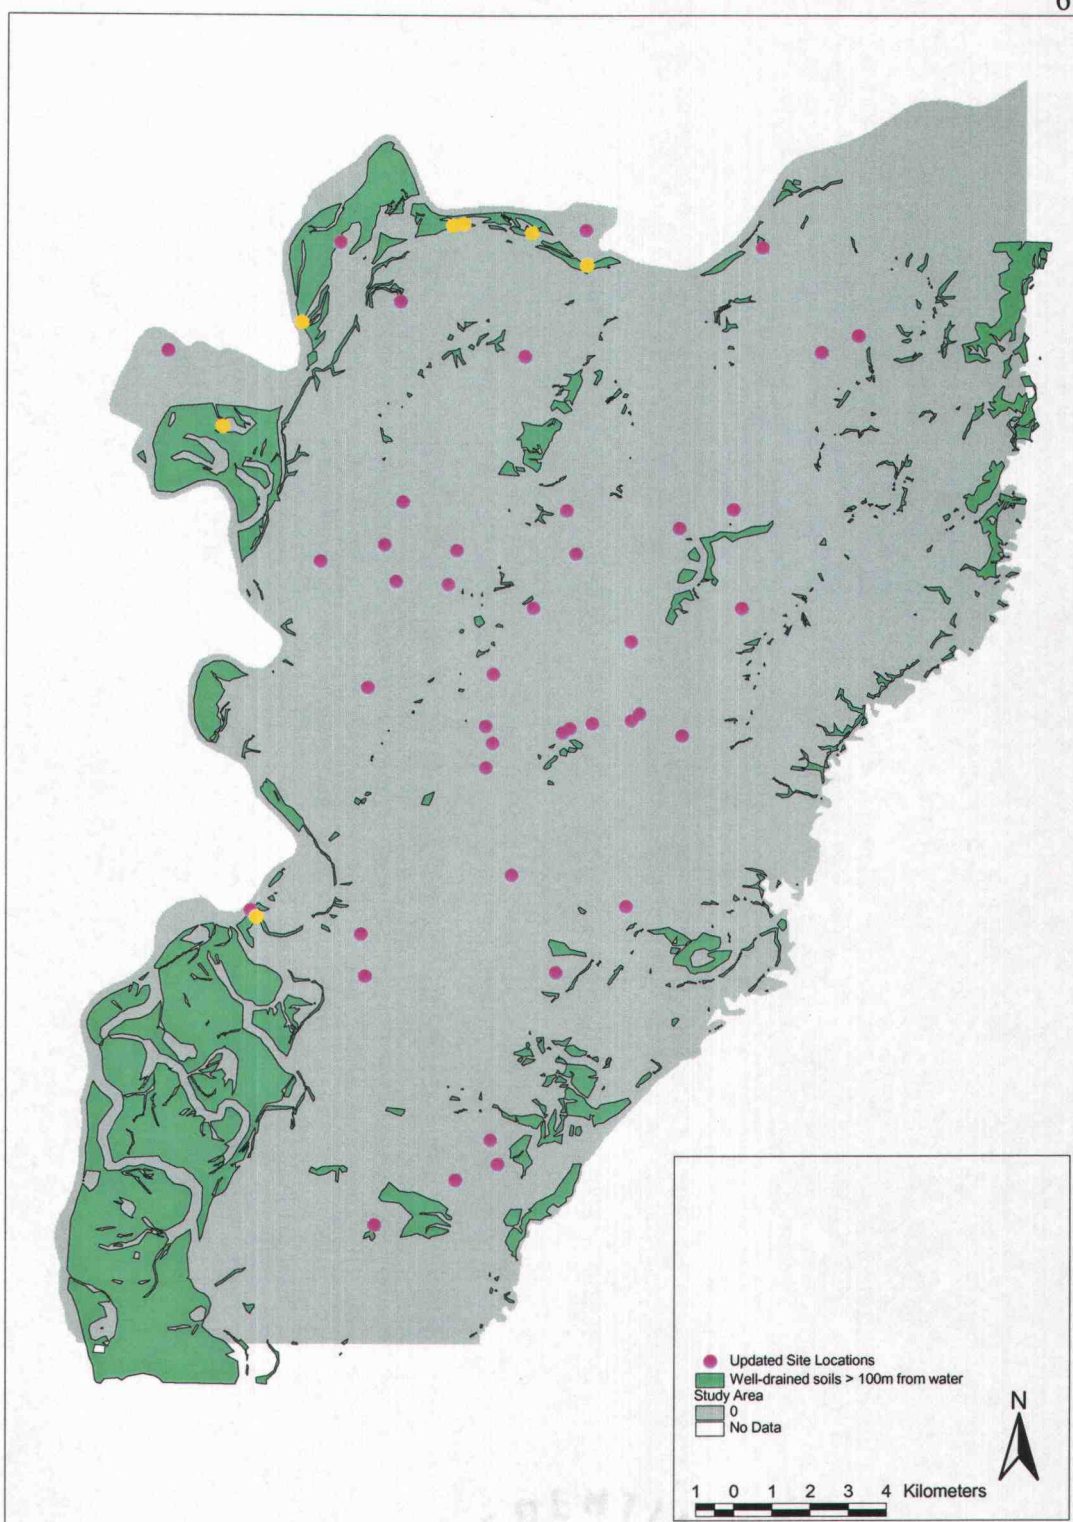 Updated Site Locations
Well-drained soils > 100m from water
Study Area
0
No Data
N
1 0 1 2 3 4 Kilometers